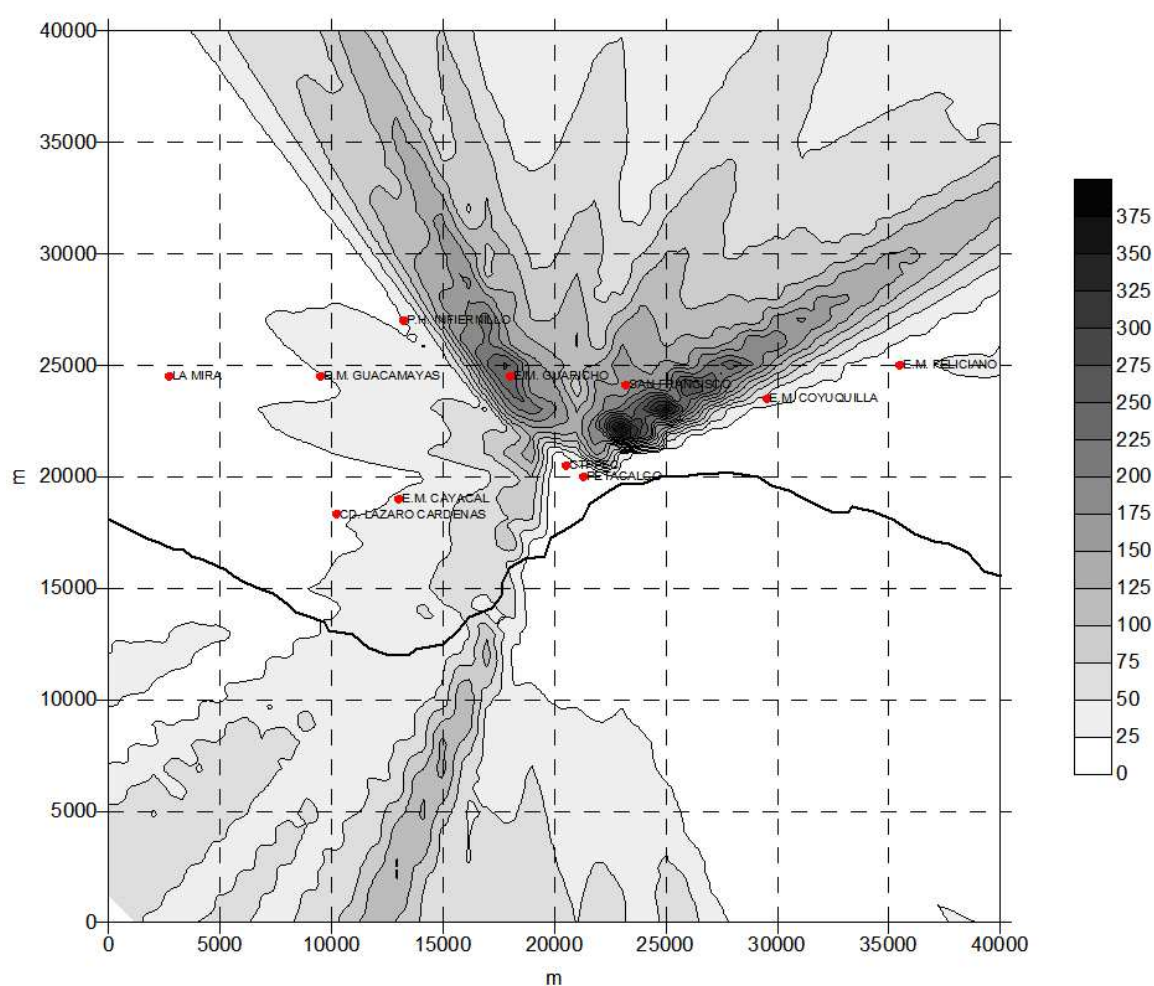 40000
35000
30000
25000
20000
15000
10000
5000
0
m
P.H. INFIERNILLO
LA MIRA
E.M. GUACAMAYAS
E.M. GUARICHO
SAN FRANCISCO
E.M. FELICIANO
E.M. COYUQUILLA
CTPPEC
PETACALCO
E.M. CAYACAL
CD. LAZARO CARDENAS
0
5000
10000
15000
20000
25000
30000
35000
40000
m
375
350
325
300
275
250
225
200
175
150
125
100
75
50
25
0